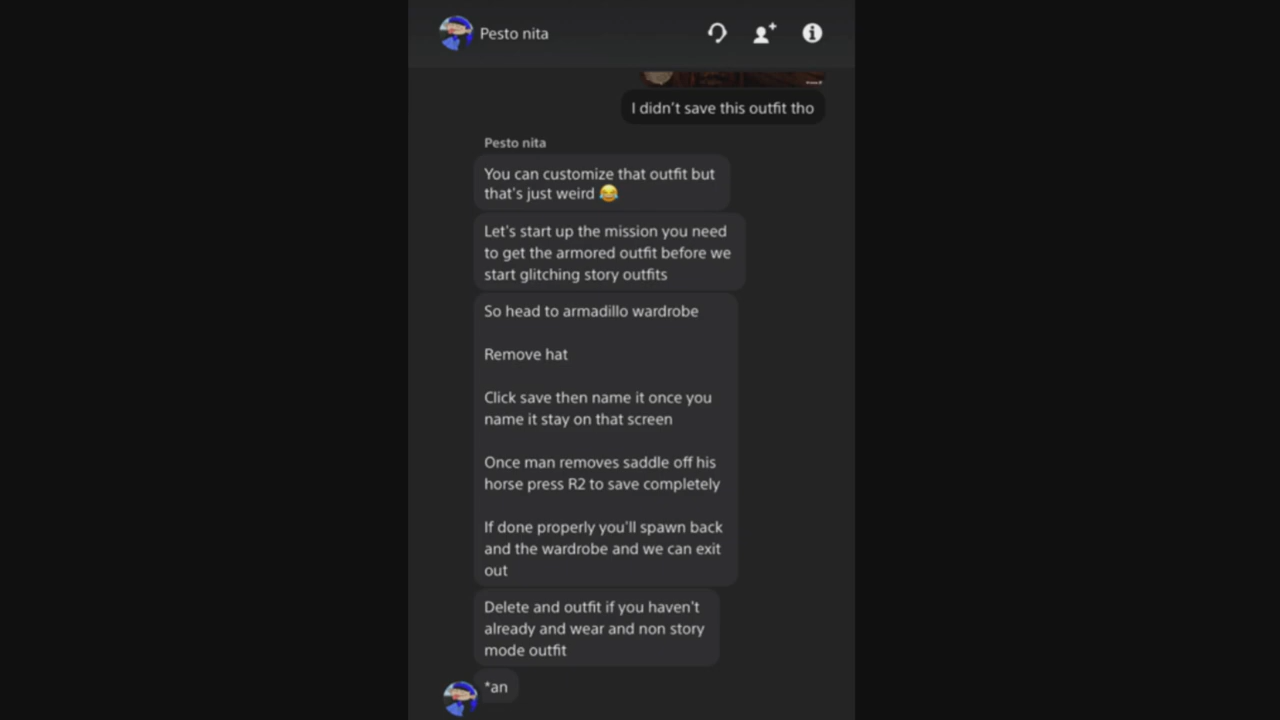 Pesto nita
I didn't save this outfit tho
Pesto nita
You can customize that outfit but
that's just weird 😂
Let's start up the mission you need
to get the armored outfit before we
start glitching story outfits
So head to armadillo wardrobe
Remove hat
Click save then name it once you
name it stay on that screen
Once man removes saddle off his
horse press R2 to save completely
If done properly you'll spawn back
and the wardrobe and we can exit
out
Delete and outfit if you haven't
already and wear and non story
mode outfit
*an